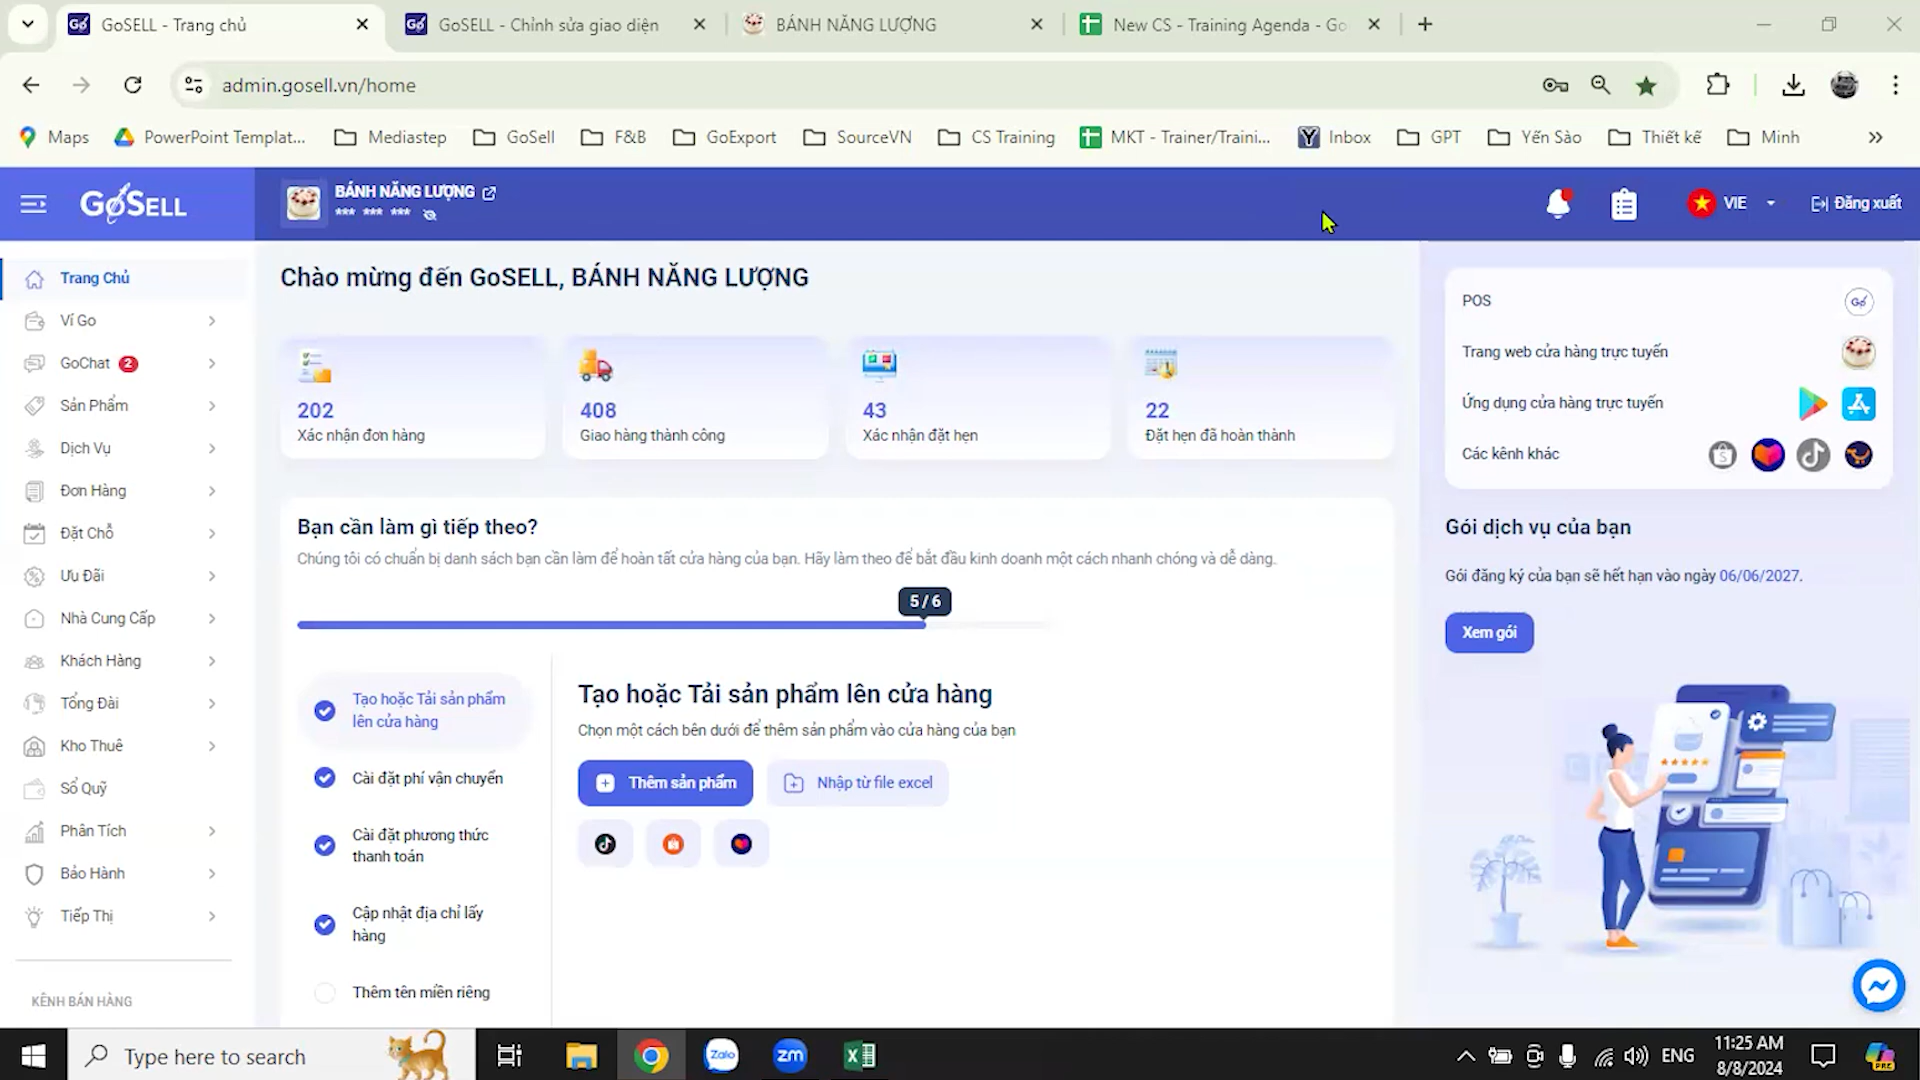 GoSELL - Trang chủ
GoSELL - Chỉnh sửa giao diện
BÁNH NĂNG LƯỢNG
New CS - Training Agenda - Go
admin.gosell.vn/home
Maps
PowerPoint Templat...
Mediastep
GoSell
F&B
GoExport
SourceVN
CS Training
MKT - Trainer/Traini...
Inbox
GPT
Yến Sào
Thiết kế
Minh
GoSELL
BÁNH NĂNG LƯỢNG
*** *** ***
VIE
Đăng xuất
Trang Chủ
Ví Go
GoChat 2
Sản Phẩm
Dịch Vụ
Đơn Hàng
Đặt Chỗ
Ưu Đãi
Nhà Cung Cấp
Khách Hàng
Tổng Đài
Kho Thuê
Sổ Quỹ
Phân Tích
Bảo Hành
Tiếp Thị
KÊNH BÁN HÀNG
Chào mừng đến GoSELL, BÁNH NĂNG LƯỢNG
202
Xác nhận đơn hàng
408
Giao hàng thành công
43
Xác nhận đặt hẹn
22
Đặt hẹn đã hoàn thành
Bạn cần làm gì tiếp theo?
Chúng tôi có chuẩn bị danh sách bạn cần làm để hoàn tất cửa hàng của bạn. Hãy làm theo để bắt đầu kinh doanh một cách nhanh chóng và dễ dàng.
5 / 6
Tạo hoặc Tải sản phẩm
lên cửa hàng
Cài đặt phí vận chuyển
Cài đặt phương thức
thanh toán
Cập nhật địa chỉ lấy
hàng
Thêm tên miền riêng
Tạo hoặc Tải sản phẩm lên cửa hàng
Chọn một cách bên dưới để thêm sản phẩm vào cửa hàng của bạn
Thêm sản phẩm
Nhập từ file excel
POS
Trang web cửa hàng trực tuyến
Ứng dụng cửa hàng trực tuyến
Các kênh khác
Gói dịch vụ của bạn
Gói đăng ký của bạn sẽ hết hạn vào ngày 06/06/2027.
Xem gói
Type here to search
Zalo
zm
ENG
11:25 AM
8/8/2024
PRE